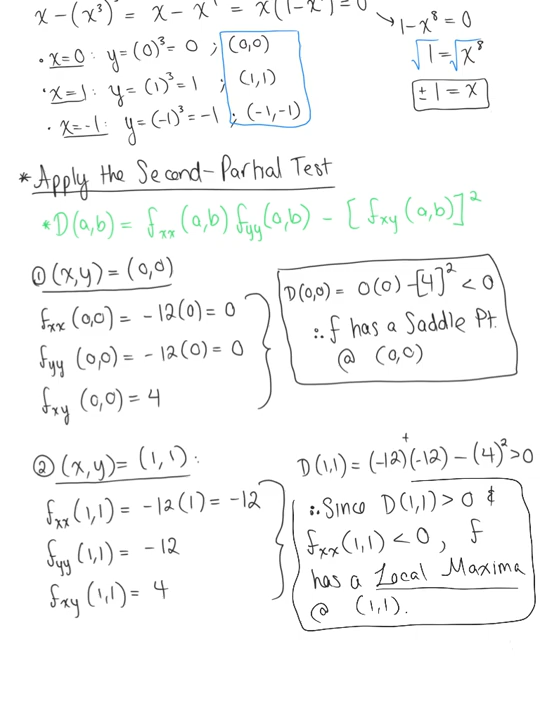 x-(x³) = x-x = x(1-x⁸)=0
→ 1-x⁸=0
• x=0: y=(0)³=0 ; (0,0)
√1=√x⁸
• x=1: y=(1)³=1 ; (1,1)
±1=x
• x=-1: y=(-1)³=-1 ; (-1,-1)
*Apply the Second-Partial Test
*D(a,b) = fxx(a,b) fyy(a,b) - [fxy(a,b)]²
① (x,y)=(0,0)
fxx(0,0) = -12(0)=0
fyy(0,0) = -12(0)=0
fxy(0,0)=4
D(0,0)= 0(0)-[4]² < 0
∴ f has a Saddle Pt.
@ (0,0)
② (x,y)=(1,1):
fxx(1,1)= -12(1)=-12
fyy(1,1)= -12
fxy(1,1)= 4
+
D(1,1)=(-12)(-12)-(4)²>0
∴ Since D(1,1)>0 &
fxx(1,1)<0, f
has a Local Maxima
@ (1,1).